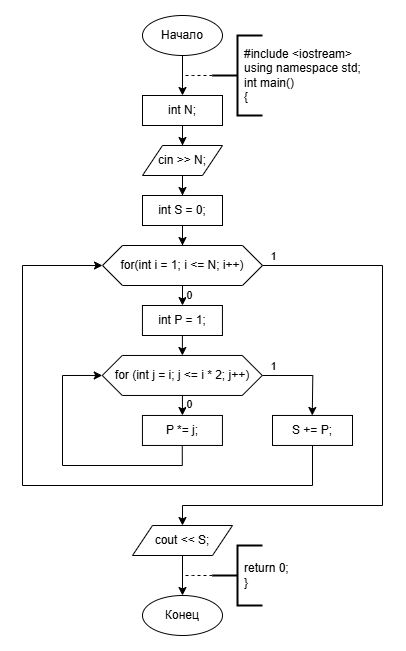 Начало
#include <iostream>
using namespace std;
int main()
{
int N;
cin >> N;
int S = 0;
for(int i = 1; i <= N; i++)
1
0
int P = 1;
for (int j = i; j <= i * 2; j++)
1
0
P *= j;
S += P;
cout << S;
return 0;
}
Конец